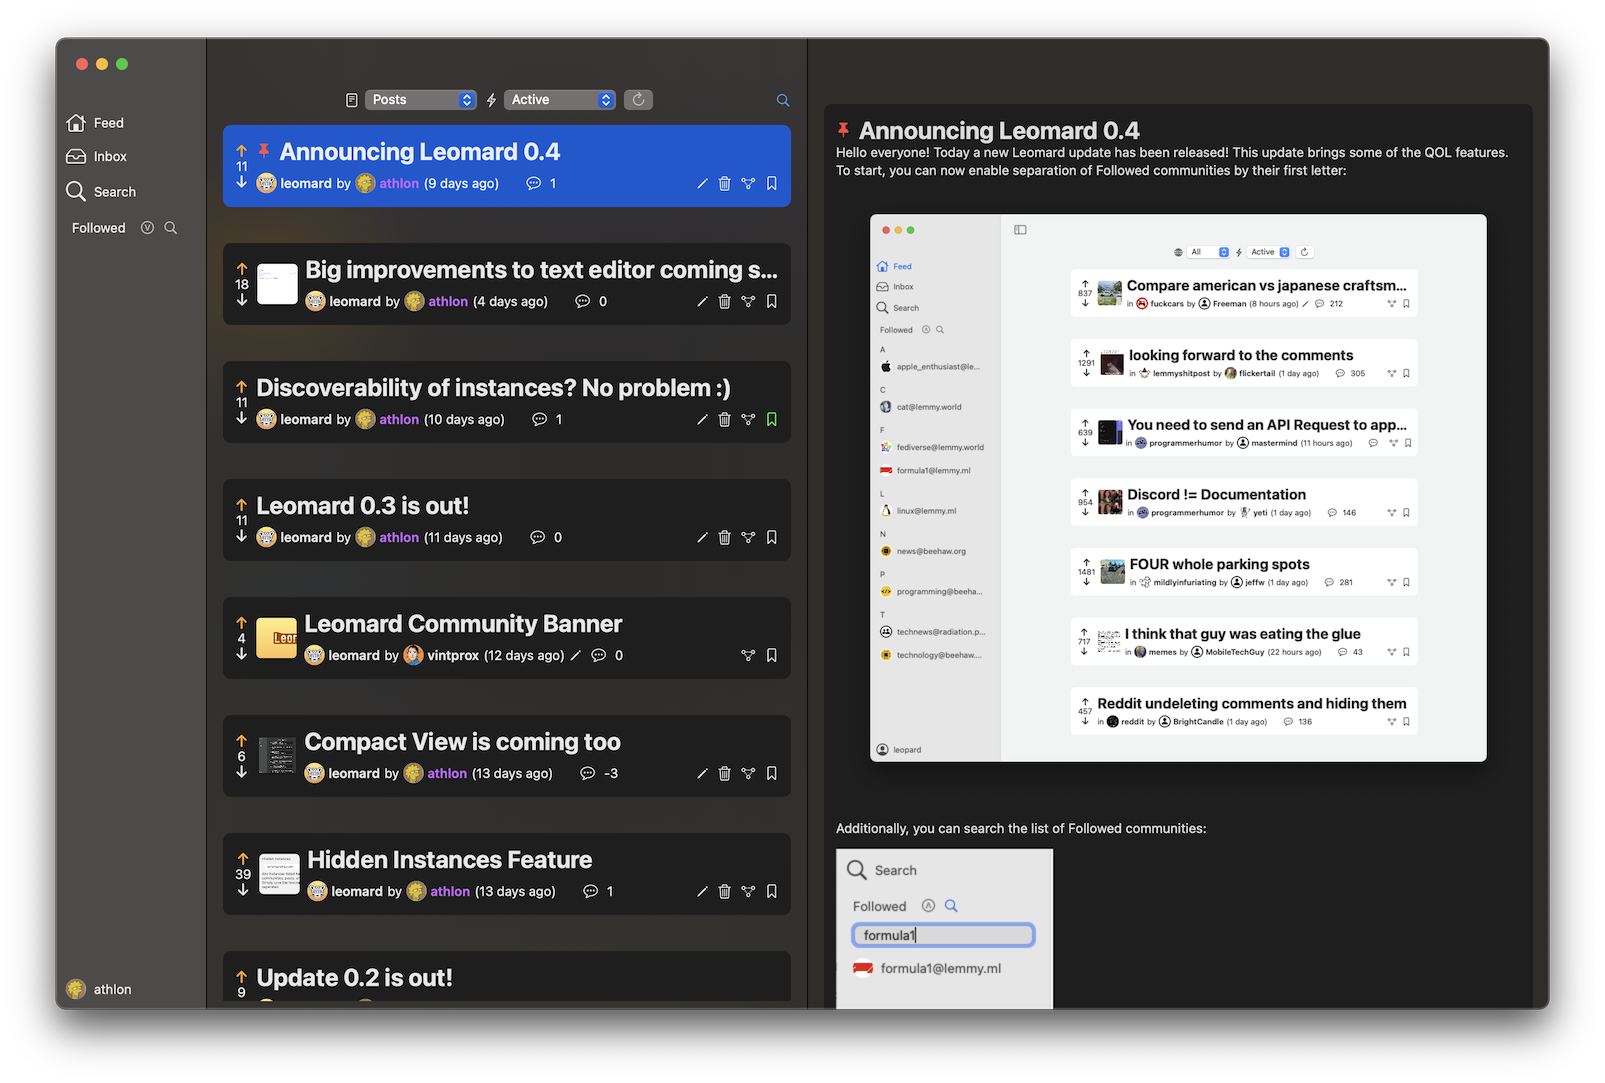 Feed
Inbox
Search
Followed
athlon
Posts
Active
Announcing Leomard 0.4
11
leomard by athlon (9 days ago) 1
Big improvements to text editor coming s...
18
leomard by athlon (4 days ago) 0
Discoverability of instances? No problem :)
11
leomard by athlon (10 days ago) 1
Leomard 0.3 is out!
11
leomard by athlon (11 days ago) 0
Leomard Community Banner
4
leomard by vintprox (12 days ago) 0
Compact View is coming too
6
leomard by athlon (13 days ago) -3
Hidden Instances Feature
39
leomard by athlon (13 days ago) 1
Update 0.2 is out!
9
Announcing Leomard 0.4
Hello everyone! Today a new Leomard update has been released! This update brings some of the QOL features.
To start, you can now enable separation of Followed communities by their first letter:
Feed
Inbox
Search
Followed
A
apple_enthusiast@le...
C
cat@lemmy.world
F
fediverse@lemmy.world
formula1@lemmy.ml
L
linux@lemmy.ml
N
news@beehaw.org
P
programming@beeha...
T
technews@radiation.p...
technology@beehaw....
leopard
All
Active
Compare american vs japanese craftsm...
837
in fuckcars by Freeman (8 hours ago) 212
looking forward to the comments
1291
in lemmyshitpost by flickertail (1 day ago) 305
You need to send an API Request to app...
639
in programmerhumor by mastermind (11 hours ago)
Discord != Documentation
954
in programmerhumor by yeti (1 day ago) 146
FOUR whole parking spots
1481
in mildlyinfuriating by jeffw (1 day ago) 281
I think that guy was eating the glue
717
in memes by MobileTechGuy (22 hours ago) 43
Reddit undeleting comments and hiding them
457
in reddit by BrightCandle (1 day ago) 136
Additionally, you can search the list of Followed communities:
Search
Followed
formula1
formula1@lemmy.ml